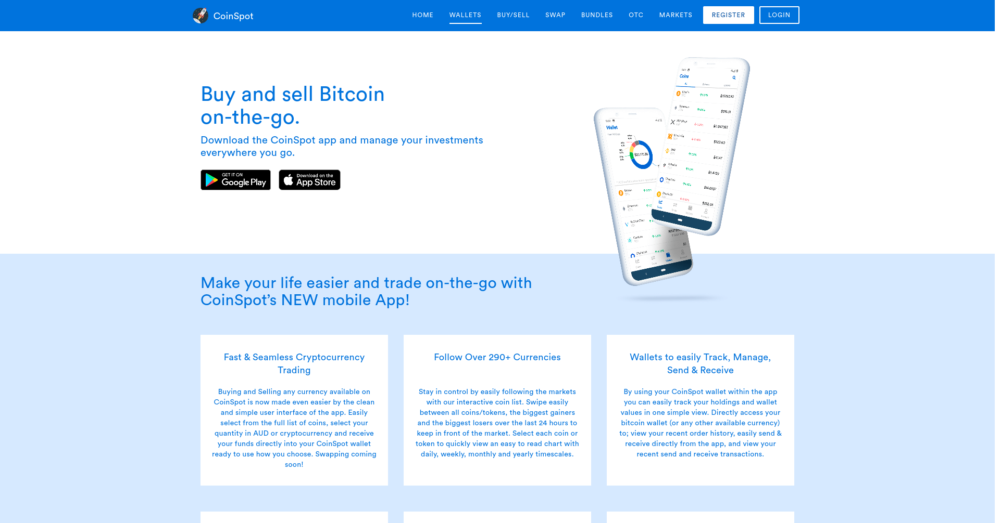 CoinSpot
HOME
WALLETS
BUY/SELL
SWAP
BUNDLES
OTC
MARKETS
REGISTER
LOGIN
Buy and sell Bitcoin
on-the-go.
Download the CoinSpot app and manage your investments
everywhere you go.
GET IT ON
Google Play
Download on the
App Store
Coins
Wallet
Make your life easier and trade on-the-go with
CoinSpot’s NEW mobile App!
Fast & Seamless Cryptocurrency
Trading
Buying and Selling any currency available on
CoinSpot is now made even easier by the clean
and simple user interface of the app. Easily
select from the full list of coins, select your
quantity in AUD or cryptocurrency and receive
your funds directly into your CoinSpot wallet
ready to use how you choose. Swapping coming
soon!
Follow Over 290+ Currencies
Stay in control by easily following the markets
with our interactive coin list. Swipe easily
between all coins/tokens, the biggest gainers
and the biggest losers over the last 24 hours to
keep in front of the market. Select each coin or
token to quickly view an easy to read chart with
daily, weekly, monthly and yearly timescales.
Wallets to easily Track, Manage,
Send & Receive
By using your CoinSpot wallet within the app
you can easily track your holdings and wallet
values in one simple view. Directly access your
bitcoin wallet (or any other available currency)
to; view your recent order history, easily send &
receive directly from the app, and view your
recent send and receive transactions.